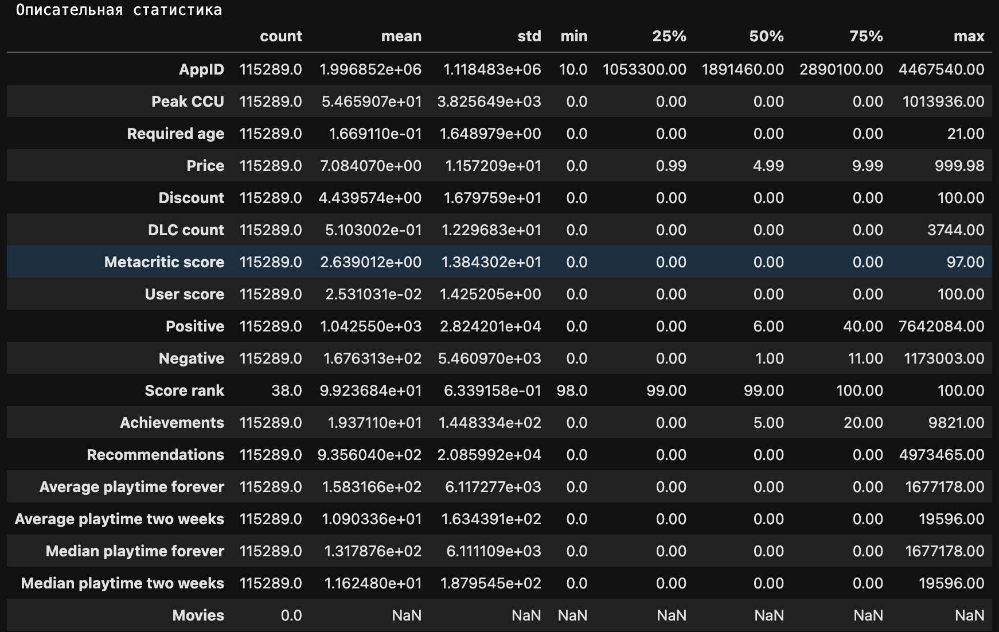 Описательная статистика
count mean std min 25% 50% 75% max
AppID 115289.0 1.996852e+06 1.118483e+06 10.0 1053300.00 1891460.00 2890100.00 4467540.00
Peak CCU 115289.0 5.465907e+01 3.825649e+03 0.0 0.00 0.00 0.00 1013936.00
Required age 115289.0 1.669110e-01 1.648979e+00 0.0 0.00 0.00 0.00 21.00
Price 115289.0 7.084070e+00 1.157209e+01 0.0 0.99 4.99 9.99 999.98
Discount 115289.0 4.439574e+00 1.679759e+01 0.0 0.00 0.00 0.00 100.00
DLC count 115289.0 5.103002e-01 1.229683e+01 0.0 0.00 0.00 0.00 3744.00
Metacritic score 115289.0 2.639012e+00 1.384302e+01 0.0 0.00 0.00 0.00 97.00
User score 115289.0 2.531031e-02 1.425205e+00 0.0 0.00 0.00 0.00 100.00
Positive 115289.0 1.042550e+03 2.824201e+04 0.0 0.00 6.00 40.00 7642084.00
Negative 115289.0 1.676313e+02 5.460970e+03 0.0 0.00 1.00 11.00 1173003.00
Score rank 38.0 9.923684e+01 6.339158e-01 98.0 99.00 99.00 100.00 100.00
Achievements 115289.0 1.937110e+01 1.448334e+02 0.0 0.00 5.00 20.00 9821.00
Recommendations 115289.0 9.356040e+02 2.085992e+04 0.0 0.00 0.00 0.00 4973465.00
Average playtime forever 115289.0 1.583166e+02 6.117277e+03 0.0 0.00 0.00 0.00 1677178.00
Average playtime two weeks 115289.0 1.090336e+01 1.634391e+02 0.0 0.00 0.00 0.00 19596.00
Median playtime forever 115289.0 1.317876e+02 6.111109e+03 0.0 0.00 0.00 0.00 1677178.00
Median playtime two weeks 115289.0 1.162480e+01 1.879545e+02 0.0 0.00 0.00 0.00 19596.00
Movies 0.0 NaN NaN NaN NaN NaN NaN NaN